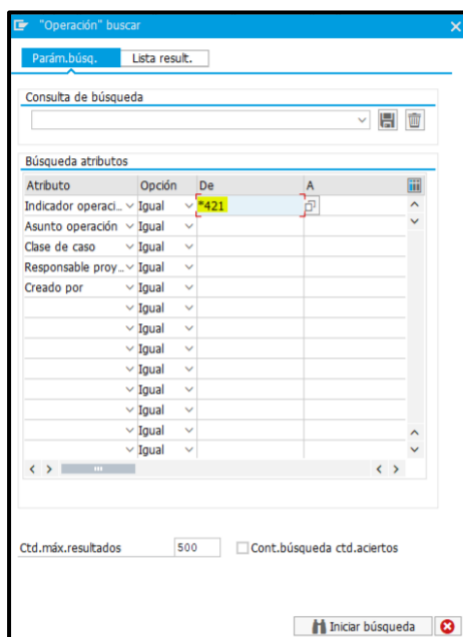 "Operación" buscar
Parám.búsq. Lista result.
Consulta de búsqueda
Búsqueda atributos
Atributo Opción De A
Indicador operaci.. Igual *421
Asunto operación Igual
Clase de caso Igual
Responsable proy.. Igual
Creado por Igual
Igual
Igual
Igual
Igual
Igual
Igual
Igual
Ctd.máx.resultados 500 Cont.búsqueda ctd.aciertos
Iniciar búsqueda